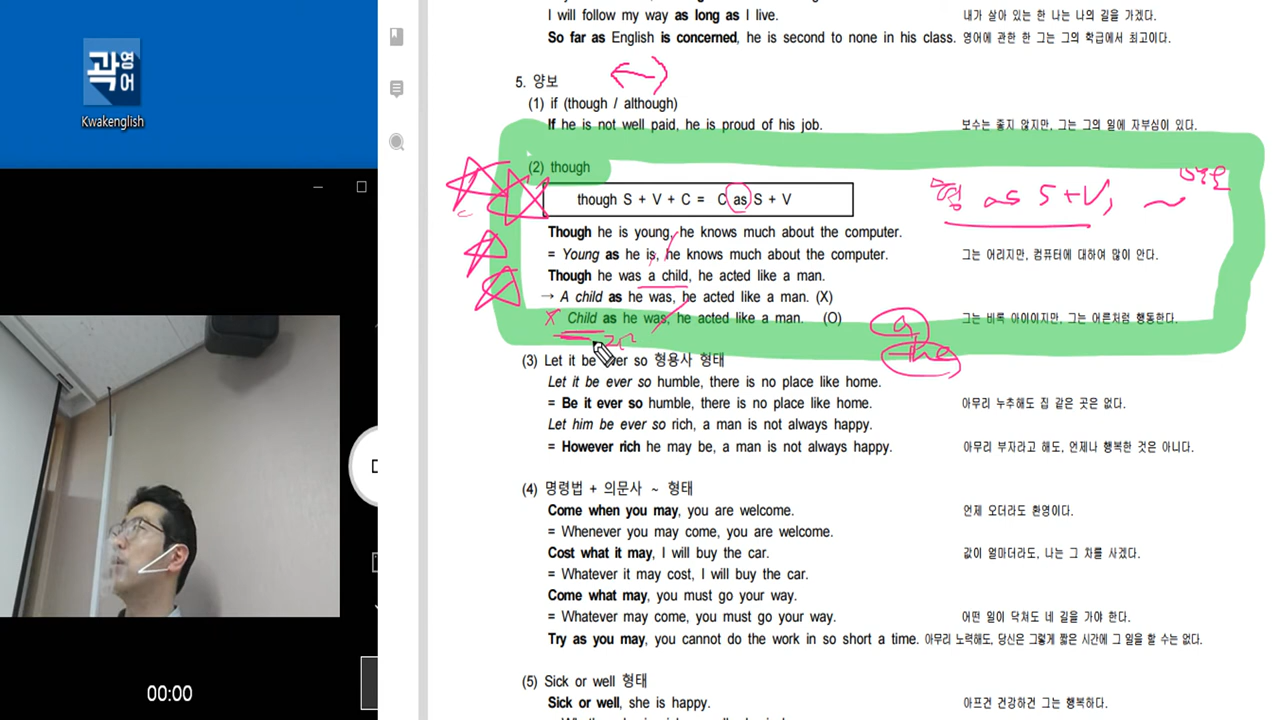 I will follow my way as long as I live. 내가 살아 있는 한 나는 나의 길을 가겠다.
So far as English is concerned, he is second to none in his class. 영어에 관한 한 그는 그의 학급에서 최고이다.
곽영어
Kwakenglish
5. 양보
(1) if (though / although)
If he is not well paid, he is proud of his job. 보수는 좋지 않지만, 그는 그의 일에 자부심이 있다.
(2) though
though S + V + C = C as S + V
형 as S+V, ~
Though he is young, he knows much about the computer.
= Young as he is, he knows much about the computer. 그는 어리지만, 컴퓨터에 대하여 많이 안다.
Though he was a child, he acted like a man.
→ A child as he was, he acted like a man. (X)
X Child as he was, he acted like a man. (O) 그는 비록 아이이지만, 그는 어른처럼 행동한다.
a
the
(3) Let it be ever so 형용사 형태
Let it be ever so humble, there is no place like home.
= Be it ever so humble, there is no place like home. 아무리 누추해도 집 같은 곳은 없다.
Let him be ever so rich, a man is not always happy.
= However rich he may be, a man is not always happy. 아무리 부자라고 해도, 언제나 행복한 것은 아니다.
(4) 명령법 + 의문사 ~ 형태
Come when you may, you are welcome. 언제 오더라도 환영이다.
= Whenever you may come, you are welcome.
Cost what it may, I will buy the car. 값이 얼마더라도, 나는 그 차를 사겠다.
= Whatever it may cost, I will buy the car.
Come what may, you must go your way.
= Whatever may come, you must go your way. 어떤 일이 닥쳐도 네 길을 가야 한다.
Try as you may, you cannot do the work in so short a time. 아무리 노력해도, 당신은 그렇게 짧은 시간에 그 일을 할 수는 없다.
(5) Sick or well 형태
Sick or well, she is happy. 아프건 건강하건 그는 행복하다.
00:00